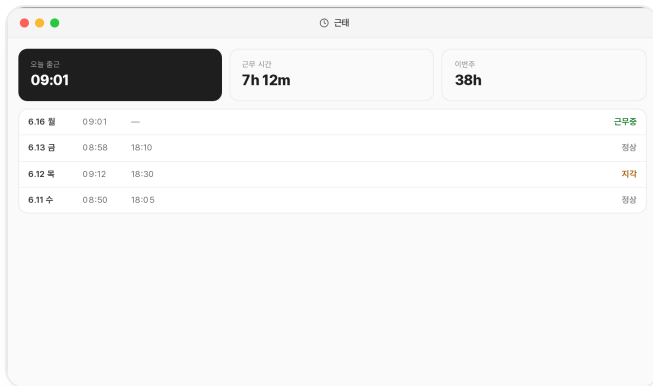 근태
오늘 출근
09:01
근무 시간
7h 12m
이번주
38h
6.16 월 09:01 — 근무중
6.13 금 08:58 18:10 정상
6.12 목 09:12 18:30 지각
6.11 수 08:50 18:05 정상